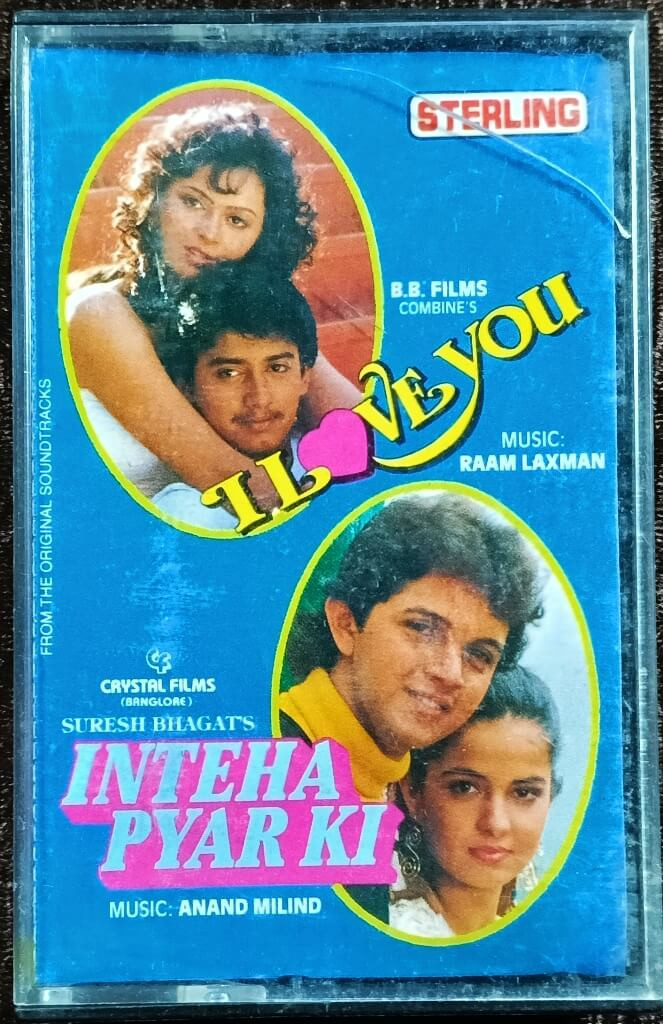 STERLING
B.B. FILMS
COMBINE'S
I LOVE YOU
MUSIC:
RAAM LAXMAN
FROM THE ORIGINAL SOUNDTRACKS
CF
CRYSTAL FILMS
(BANGLORE)
SURESH BHAGAT'S
INTEHA
PYAR KI
MUSIC: ANAND MILIND